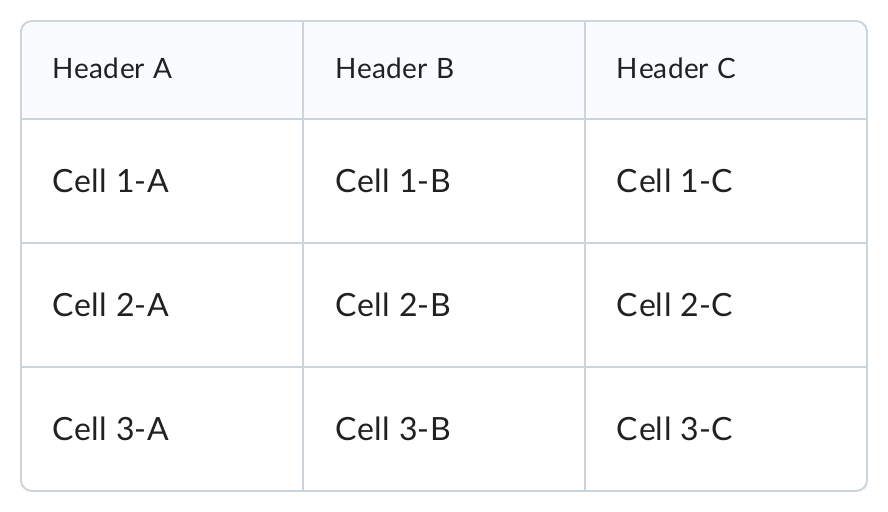 Header A Header B Header C
Cell 1-A Cell 1-B Cell 1-C
Cell 2-A Cell 2-B Cell 2-C
Cell 3-A Cell 3-B Cell 3-C